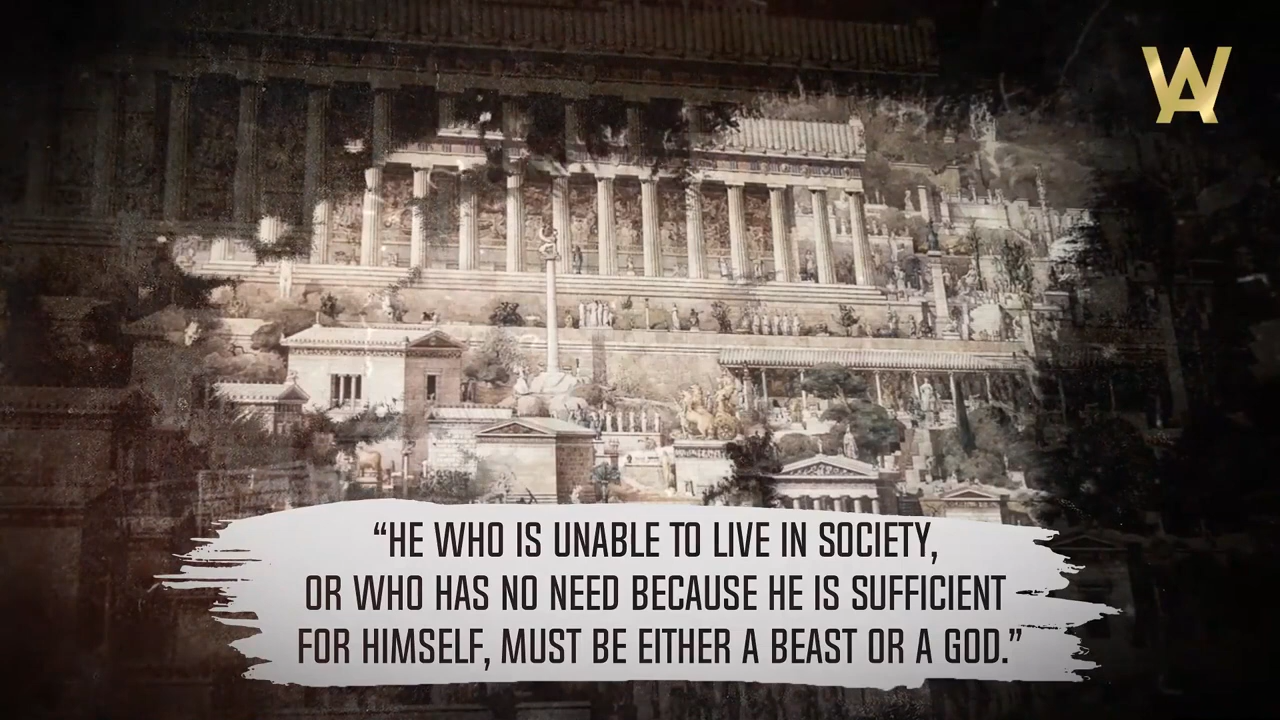 WA
“HE WHO IS UNABLE TO LIVE IN SOCIETY,
OR WHO HAS NO NEED BECAUSE HE IS SUFFICIENT
FOR HIMSELF, MUST BE EITHER A BEAST OR A GOD.”